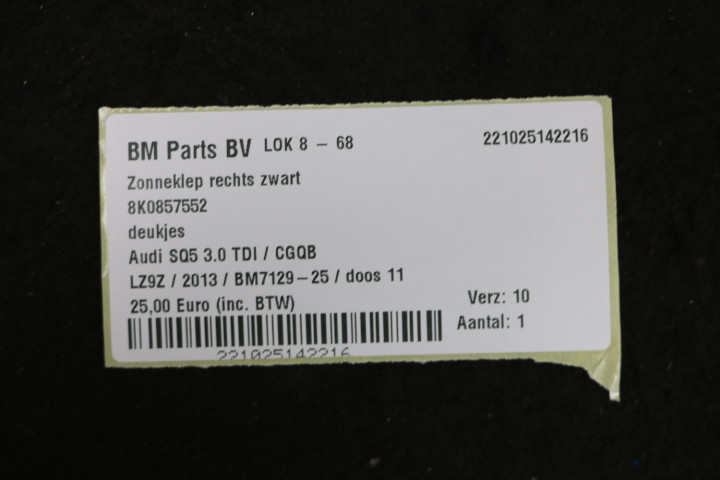 BM Parts BV LOK 8 - 68 221025142216
Zonneklep rechts zwart
8K0857552
deukjes
Audi SQ5 3.0 TDI / CGQB
LZ9Z / 2013 / BM7129-25 / doos 11
25,00 Euro (inc. BTW) Verz: 10
Aantal: 1
221025142216